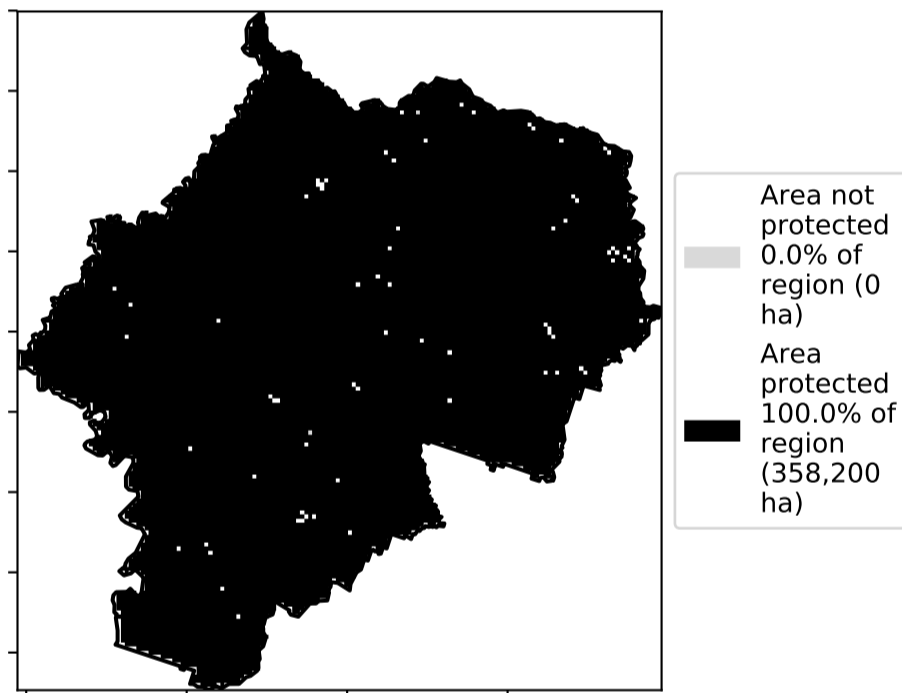 Area not
protected
0.0% of
region (0
ha)
Area
protected
100.0% of
region
(358,200
ha)